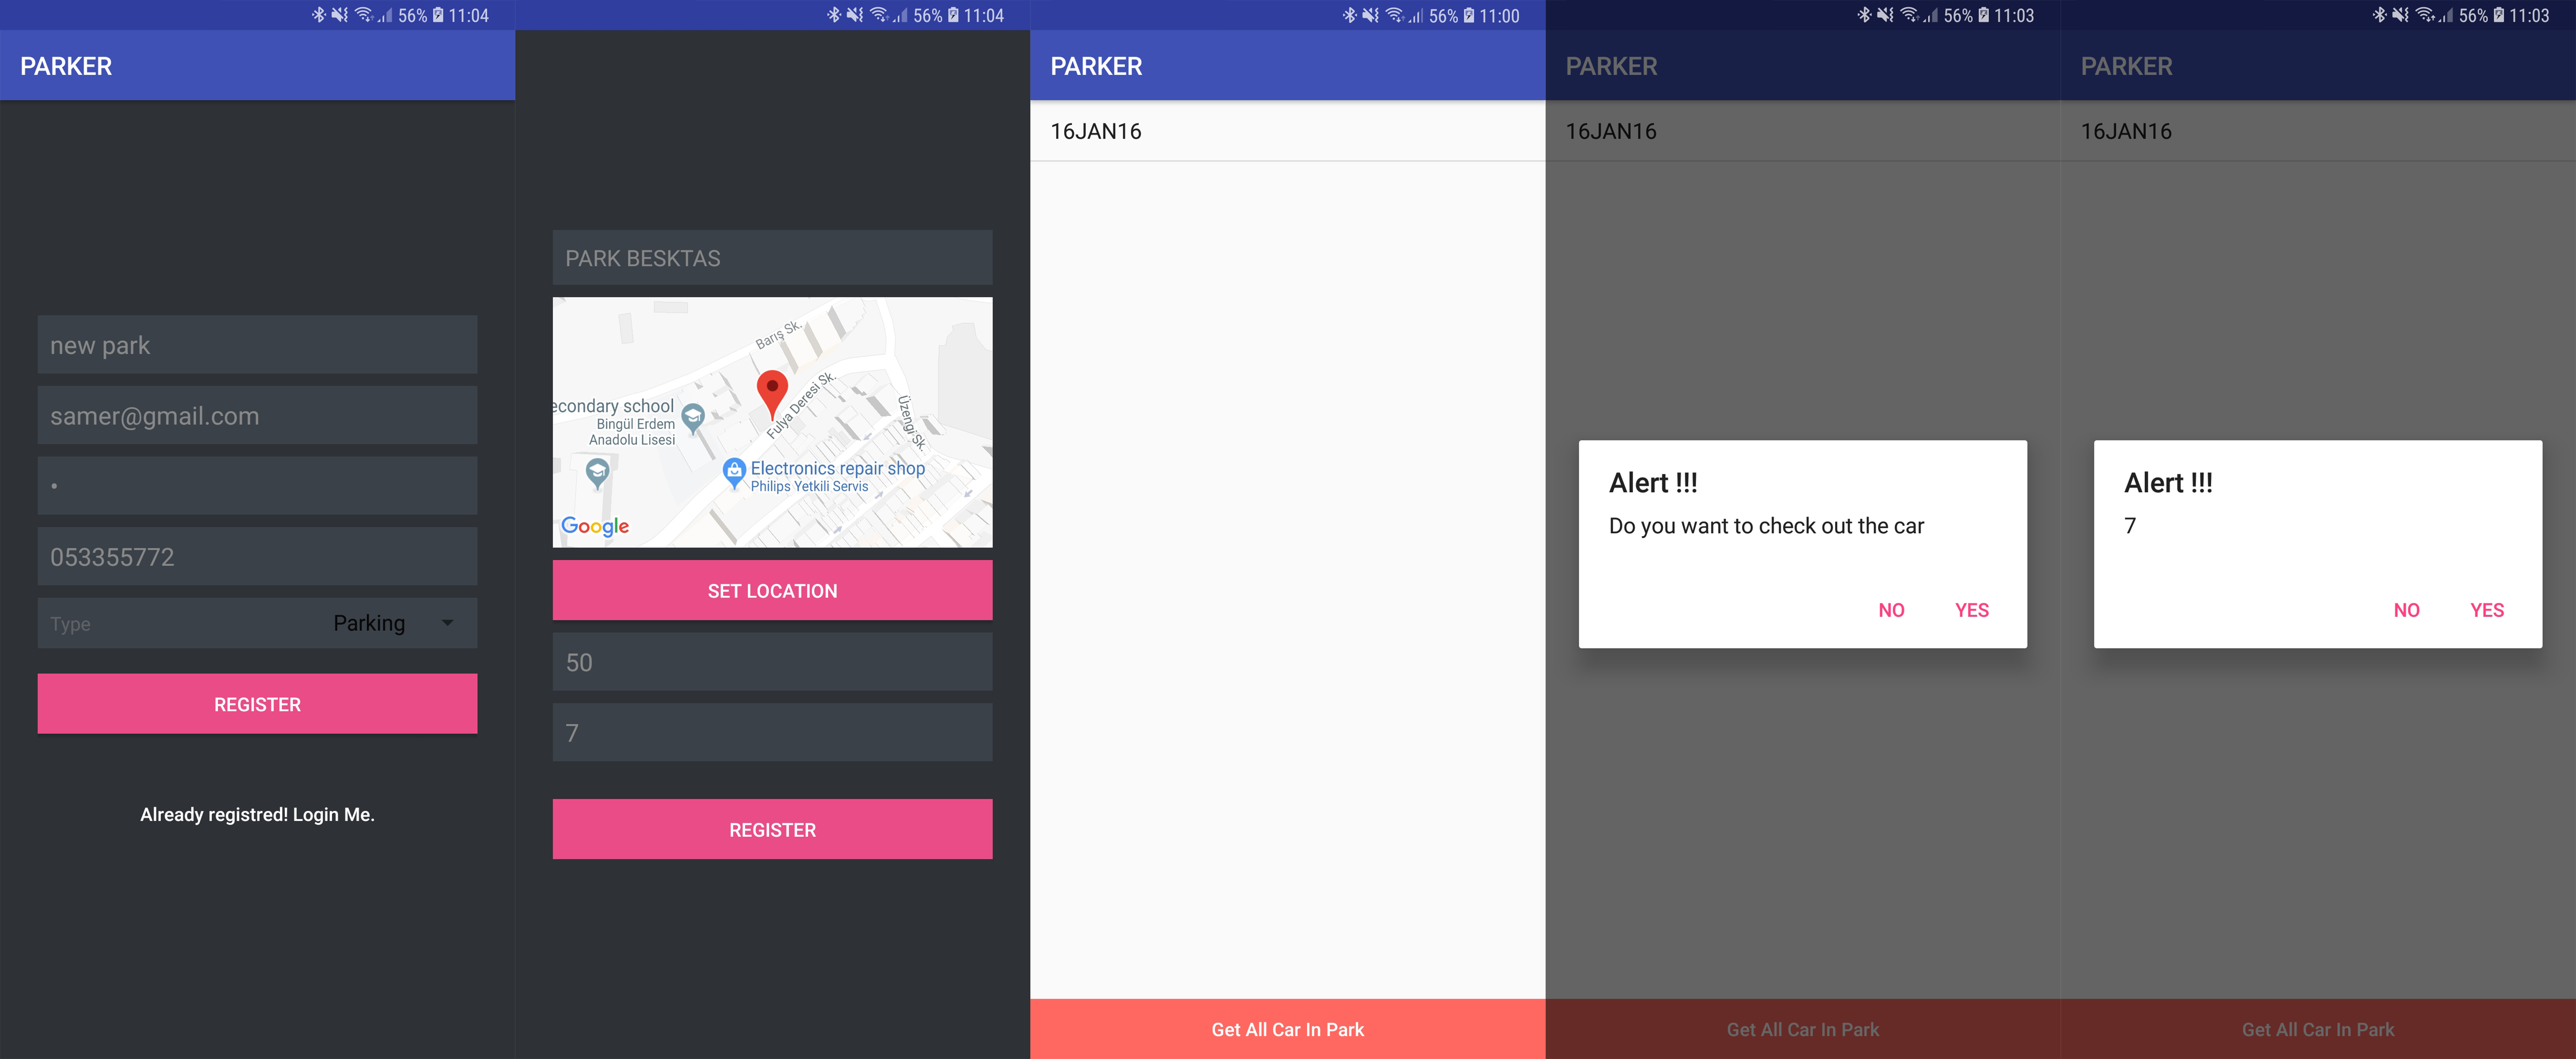 56% 11:04
PARKER
new park
samer@gmail.com
•
053355772
Type Parking
REGISTER
Already registred! Login Me.
56% 11:04
PARK BESKTAS
Barış Sk.
Fulya Deresi Sk.
Üzengi Sk.
econdary school
Bingül Erdem
Anadolu Lisesi
Electronics repair shop
Philips Yetkili Servis
Google
SET LOCATION
50
7
REGISTER
56% 11:00
PARKER
16JAN16
Get All Car In Park
56% 11:03
PARKER
16JAN16
Alert !!!
Do you want to check out the car
NO YES
Get All Car In Park
56% 11:03
PARKER
16JAN16
Alert !!!
7
NO YES
Get All Car In Park